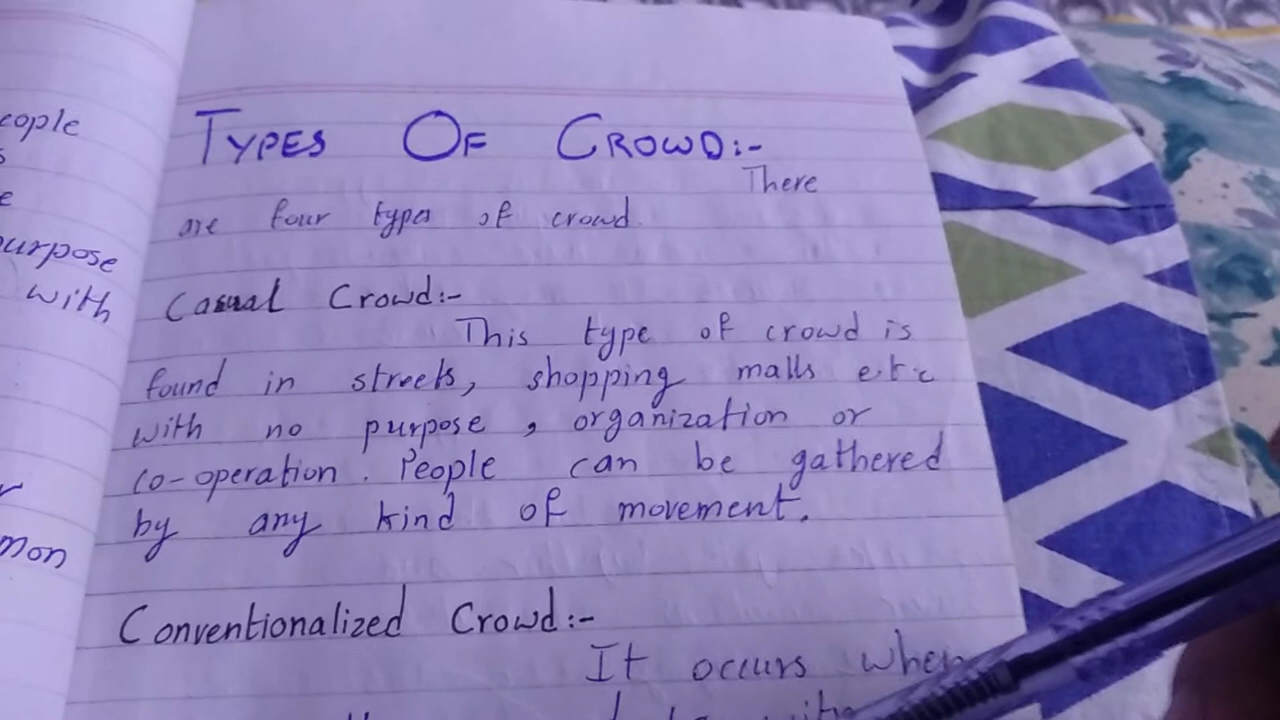 eople
s
e
urpose
with
r
mon
TYPES OF CROWD:-
There
are four types of crowd.
Casual Crowd:-
This type of crowd is
found in streets, shopping malls e.t.c
with no purpose, organization or
co-operation. People can be gathered
by any kind of movement.
Conventionalized Crowd:-
It occurs when